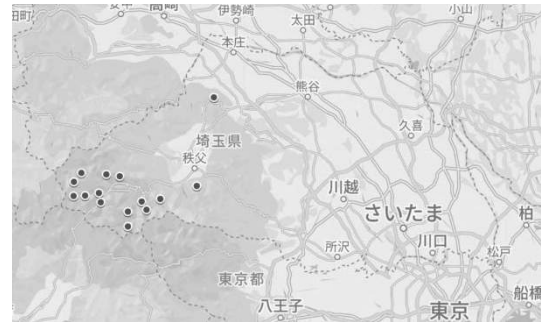 田町
高崎
伊勢崎
太田
小山
本庄
熊谷
久喜
埼玉県
秩父
川越
さいたま
柏
川口
所沢
松戸
東京都
八王子
東京
船橋